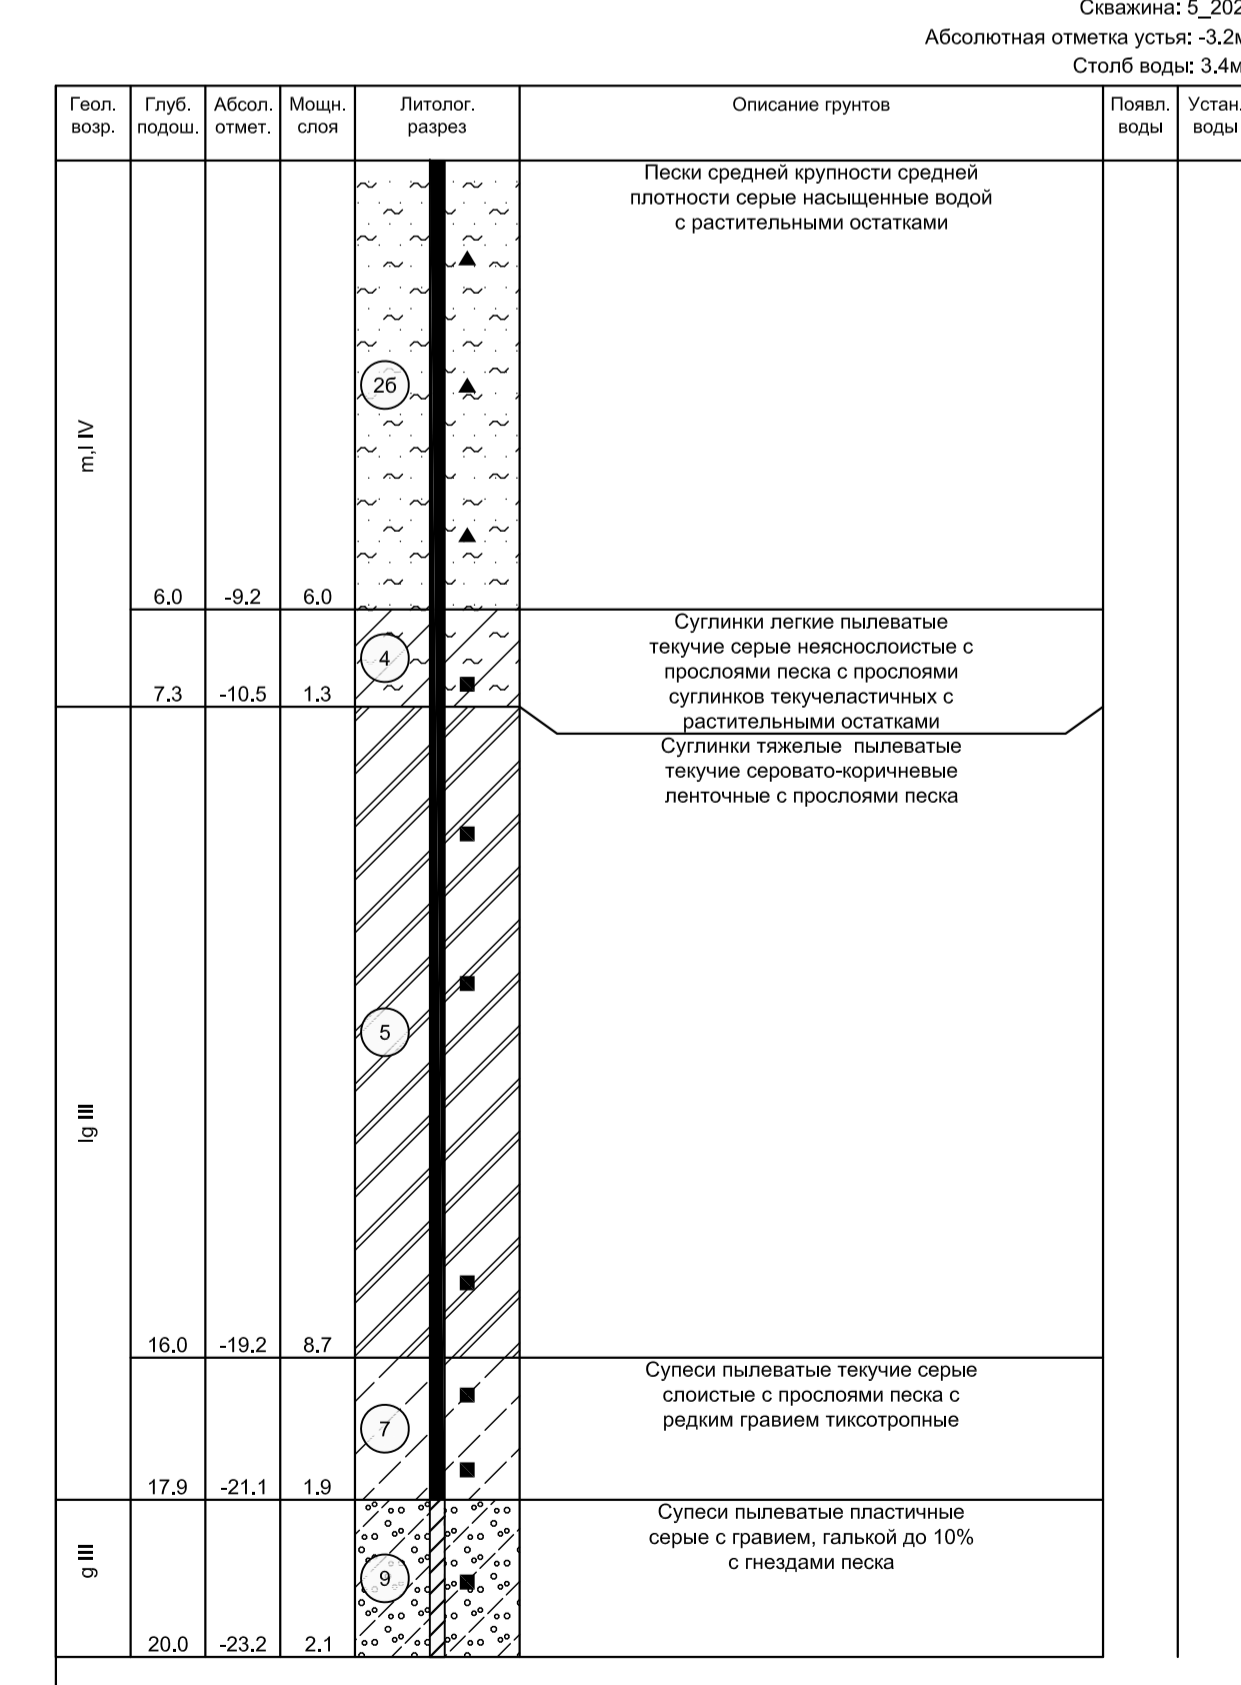 Скважина: 5_202
Абсолютная отметка устья: -3.2м
Столб воды: 3.4м
Геол. возр.
Глуб. подош.
Абсол. отмет.
Мощн. слоя
Литолог. разрез
Описание грунтов
Появл. воды
Устан. воды
m,l IV
Пески средней крупности средней
плотности серые насыщенные водой
с растительными остатками
2б
6.0 -9.2 6.0
Суглинки легкие пылеватые
текучие серые неяснослоистые с
прослоями песка с прослоями
суглинков текучеластичных с
растительными остатками
4
7.3 -10.5 1.3
lg III
Суглинки тяжелые пылеватые
текучие серовато-коричневые
ленточные с прослоями песка
5
16.0 -19.2 8.7
Супеси пылеватые текучие серые
слоистые с прослоями песка с
редким гравием тиксотропные
7
17.9 -21.1 1.9
g III
Супеси пылеватые пластичные
серые с гравием, галькой до 10%
с гнездами песка
9
20.0 -23.2 2.1